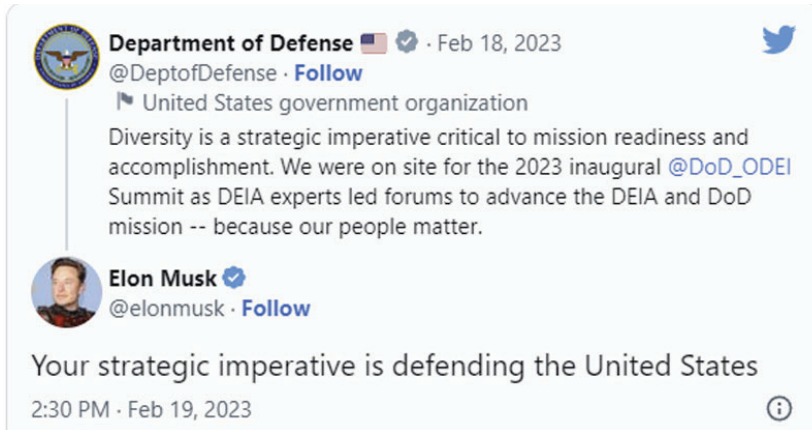 Department of Defense · Feb 18, 2023
@DeptofDefense · Follow
United States government organization
Diversity is a strategic imperative critical to mission readiness and
accomplishment. We were on site for the 2023 inaugural @DoD_ODEI
Summit as DEIA experts led forums to advance the DEIA and DoD
mission -- because our people matter.
Elon Musk
@elonmusk · Follow
Your strategic imperative is defending the United States
2:30 PM · Feb 19, 2023